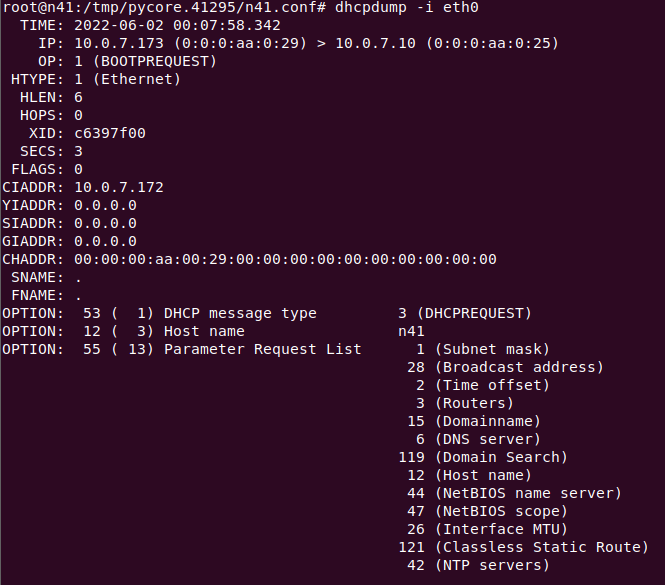 root@n41:/tmp/pycore.41295/n41.conf# dhcpdump -i eth0
  TIME: 2022-06-02 00:07:58.342
    IP: 10.0.7.173 (0:0:0:aa:0:29) > 10.0.7.10 (0:0:0:aa:0:25)
    OP: 1 (BOOTPREQUEST)
 HTYPE: 1 (Ethernet)
  HLEN: 6
  HOPS: 0
   XID: c6397f00
  SECS: 3
 FLAGS: 0
CIADDR: 10.0.7.172
YIADDR: 0.0.0.0
SIADDR: 0.0.0.0
GIADDR: 0.0.0.0
CHADDR: 00:00:00:aa:00:29:00:00:00:00:00:00:00:00:00:00
 SNAME: .
 FNAME: .
OPTION:  53 (  1) DHCP message type         3 (DHCPREQUEST)
OPTION:  12 (  3) Host name                 n41
OPTION:  55 ( 13) Parameter Request List      1 (Subnet mask)
                                             28 (Broadcast address)
                                              2 (Time offset)
                                              3 (Routers)
                                             15 (Domainname)
                                              6 (DNS server)
                                            119 (Domain Search)
                                             12 (Host name)
                                             44 (NetBIOS name server)
                                             47 (NetBIOS scope)
                                             26 (Interface MTU)
                                            121 (Classless Static Route)
                                             42 (NTP servers)